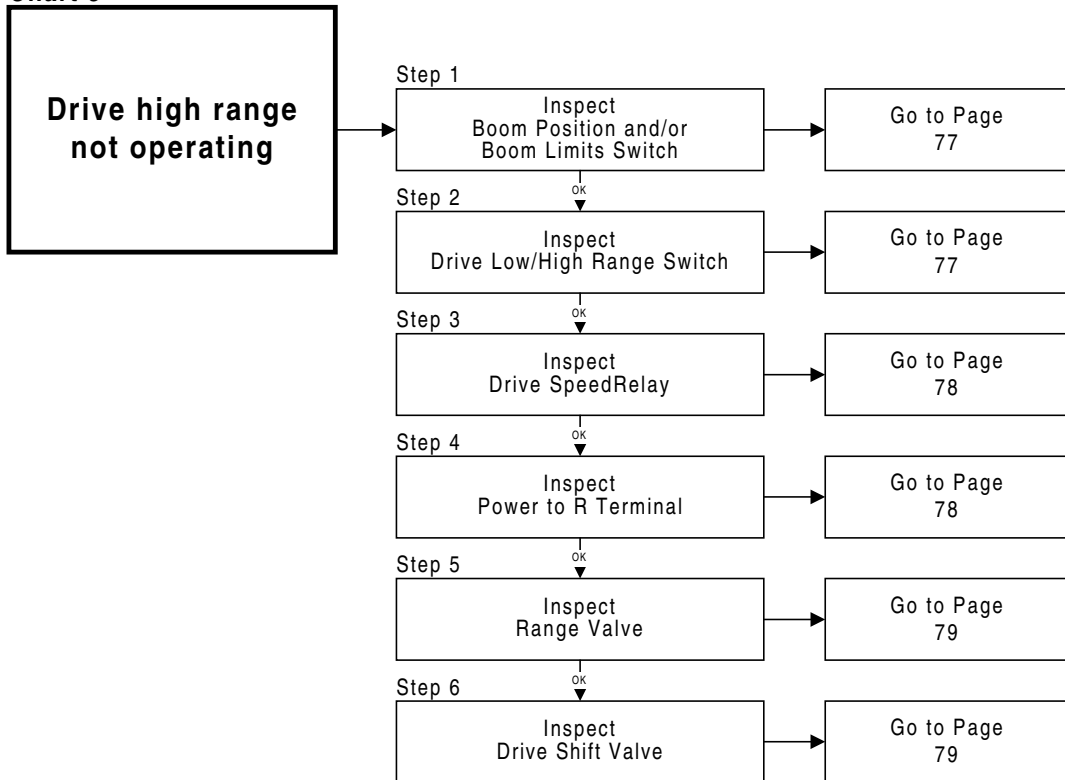 Drive high range
not operating
Step 1
Inspect
Boom Position and/or
Boom Limits Switch
Go to Page
77
OK
Step 2
Inspect
Drive Low/High Range Switch
Go to Page
77
OK
Step 3
Inspect
Drive SpeedRelay
Go to Page
78
OK
Step 4
Inspect
Power to R Terminal
Go to Page
78
OK
Step 5
Inspect
Range Valve
Go to Page
79
OK
Step 6
Inspect
Drive Shift Valve
Go to Page
79